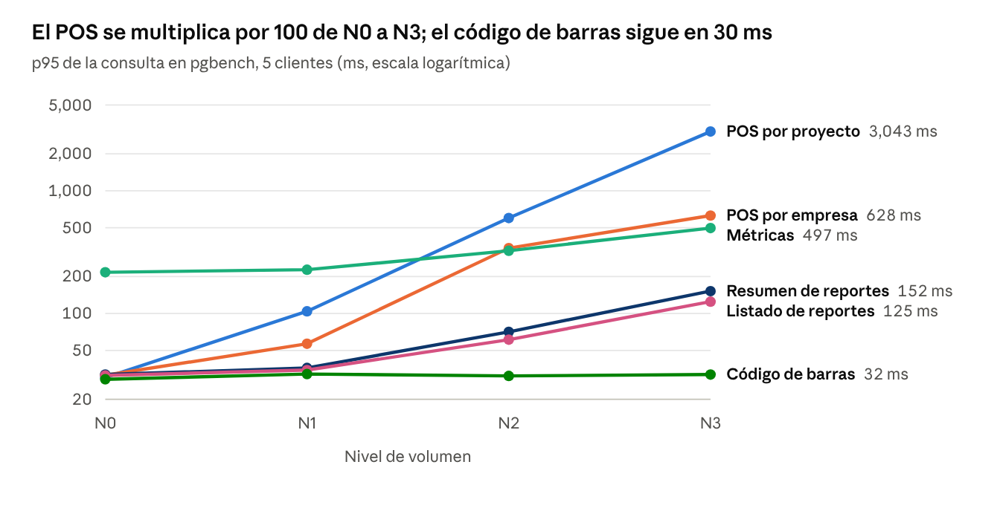 El POS se multiplica por 100 de N0 a N3; el código de barras sigue en 30 ms
p95 de la consulta en pgbench, 5 clientes (ms, escala logarítmica)
5,000
2,000
1,000
500
200
100
50
20
POS por proyecto 3,043 ms
POS por empresa 628 ms
Métricas 497 ms
Resumen de reportes 152 ms
Listado de reportes 125 ms
Código de barras 32 ms
N0 N1 N2 N3
Nivel de volumen